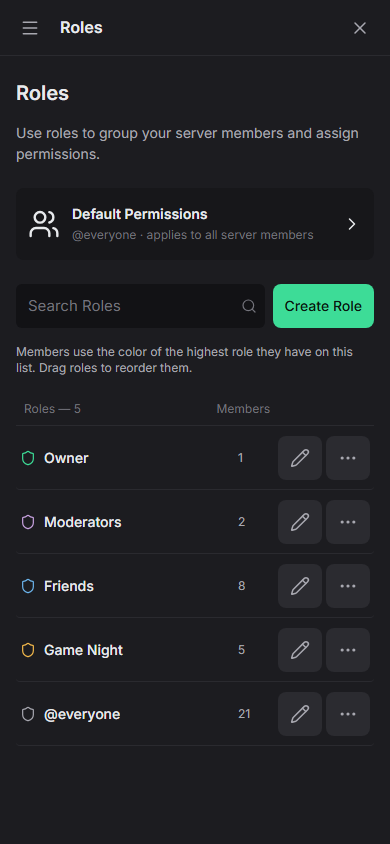 Roles
Roles
Use roles to group your server members and assign
permissions.
Default Permissions
@everyone · applies to all server members
Search Roles
Create Role
Members use the color of the highest role they have on this
list. Drag roles to reorder them.
Roles — 5 Members
Owner 1
Moderators 2
Friends 8
Game Night 5
@everyone 21